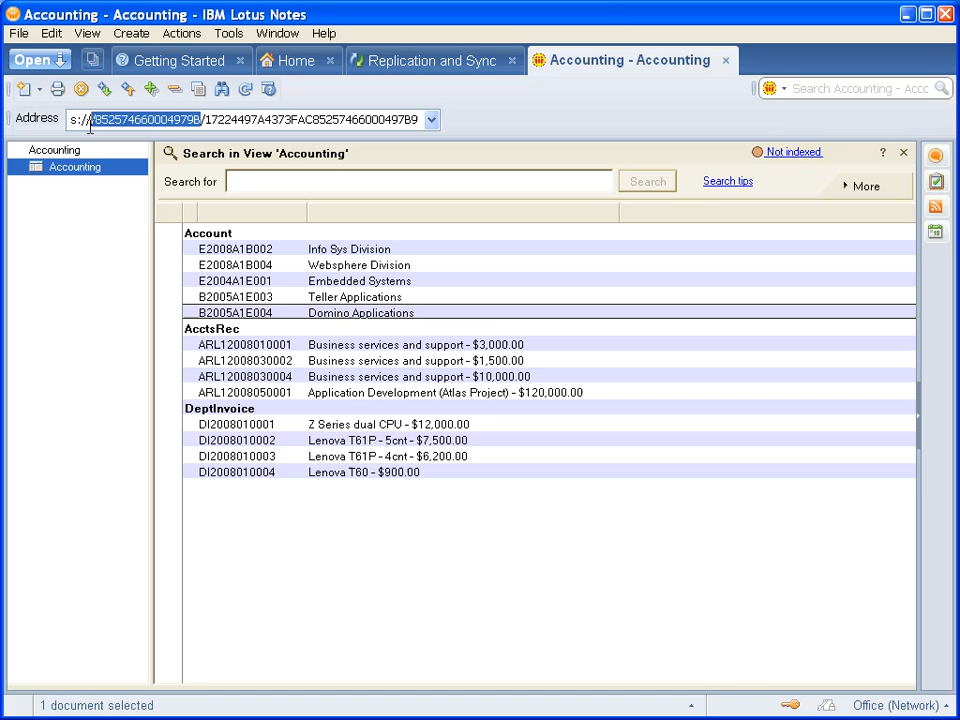 Accounting - Accounting - IBM Lotus Notes
File Edit View Create Actions Tools Window Help
Open Getting Started Home Replication and Sync Accounting - Accounting
Search Accounting - Accc
Address s:///852574660004979B/17224497A4373FAC85257466000497B9
Accounting
Accounting
Search in View 'Accounting' Not indexed ?
Search for Search Search tips More
Account
E2008A1B002 Info Sys Division
E2008A1B004 Websphere Division
E2004A1E001 Embedded Systems
B2005A1E003 Teller Applications
B2005A1E004 Domino Applications
AcctsRec
ARL12008010001 Business services and support - $3,000.00
ARL12008030002 Business services and support - $1,500.00
ARL12008030004 Business services and support - $10,000.00
ARL12008050001 Application Development (Atlas Project) - $120,000.00
DeptInvoice
DI2008010001 Z Series dual CPU - $12,000.00
DI2008010002 Lenova T61P - 5cnt - $7,500.00
DI2008010003 Lenova T61P - 4cnt - $6,200.00
DI2008010004 Lenova T60 - $900.00
1 document selected Office (Network)